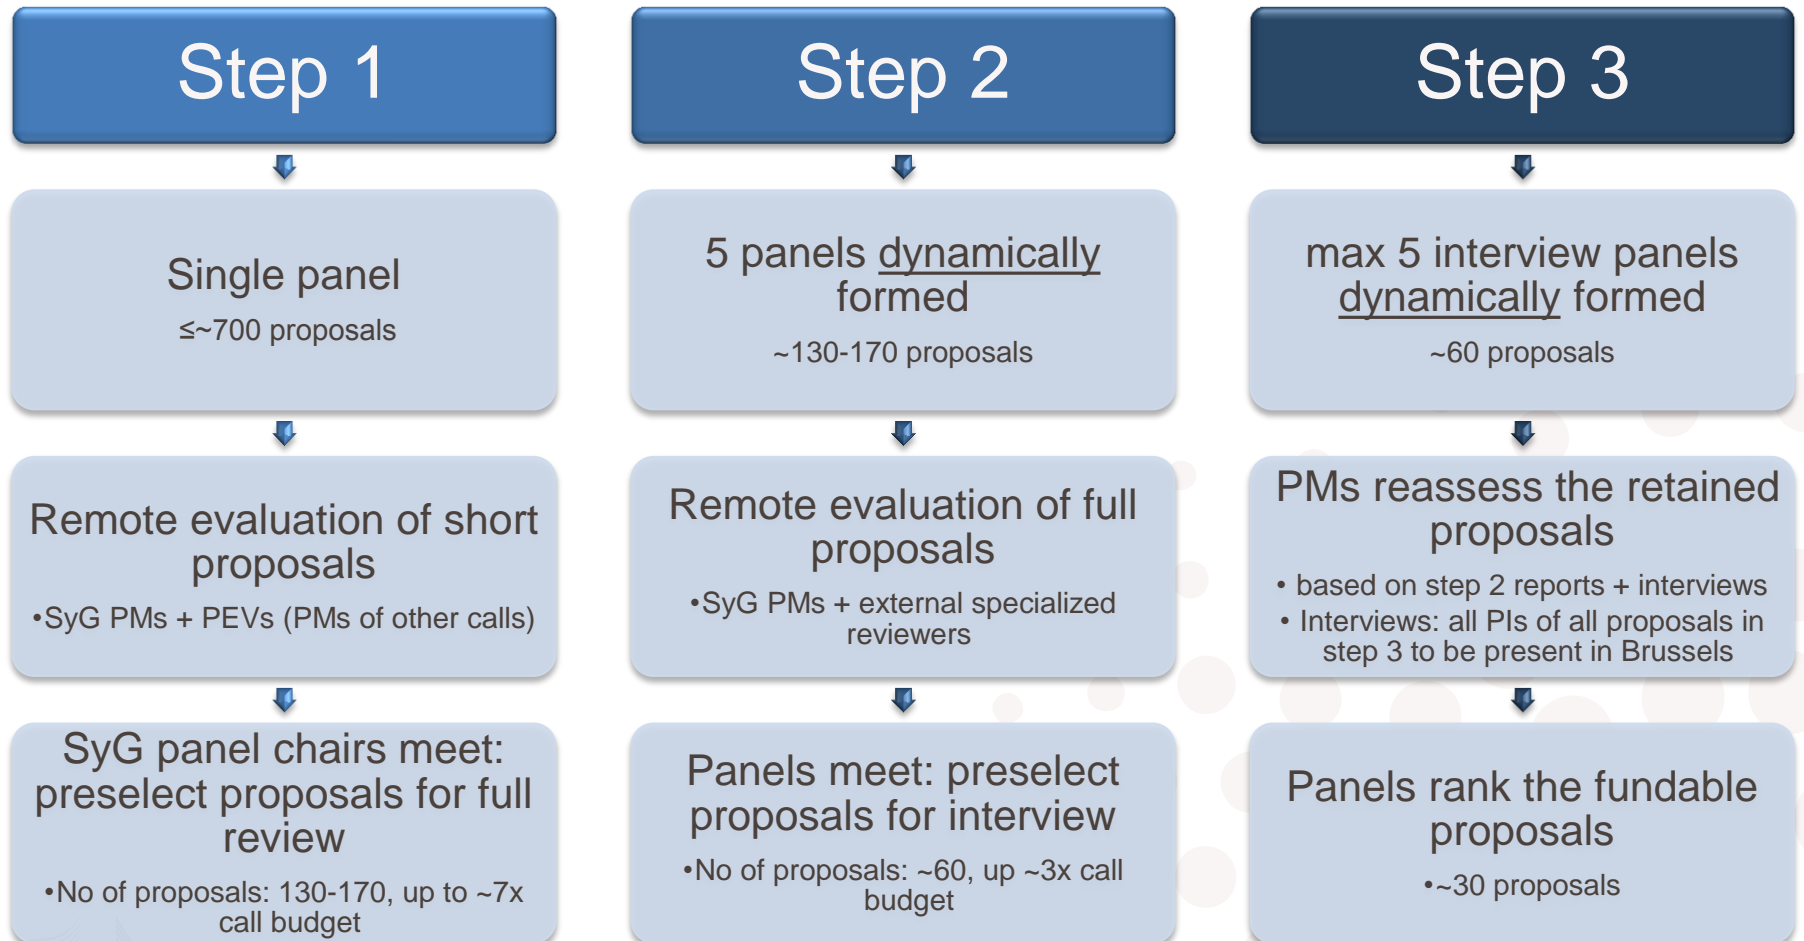 Step 1
Single panel
≤~700 proposals
Remote evaluation of short
proposals
•SyG PMs + PEVs (PMs of other calls)
SyG panel chairs meet:
preselect proposals for full
review
•No of proposals: 130-170, up to ~7x
call budget
Step 2
5 panels dynamically
formed
~130-170 proposals
Remote evaluation of full
proposals
•SyG PMs + external specialized
reviewers
Panels meet: preselect
proposals for interview
•No of proposals: ~60, up ~3x call
budget
Step 3
max 5 interview panels
dynamically formed
~60 proposals
PMs reassess the retained
proposals
• based on step 2 reports + interviews
• Interviews: all PIs of all proposals in
step 3 to be present in Brussels
Panels rank the fundable
proposals
•~30 proposals